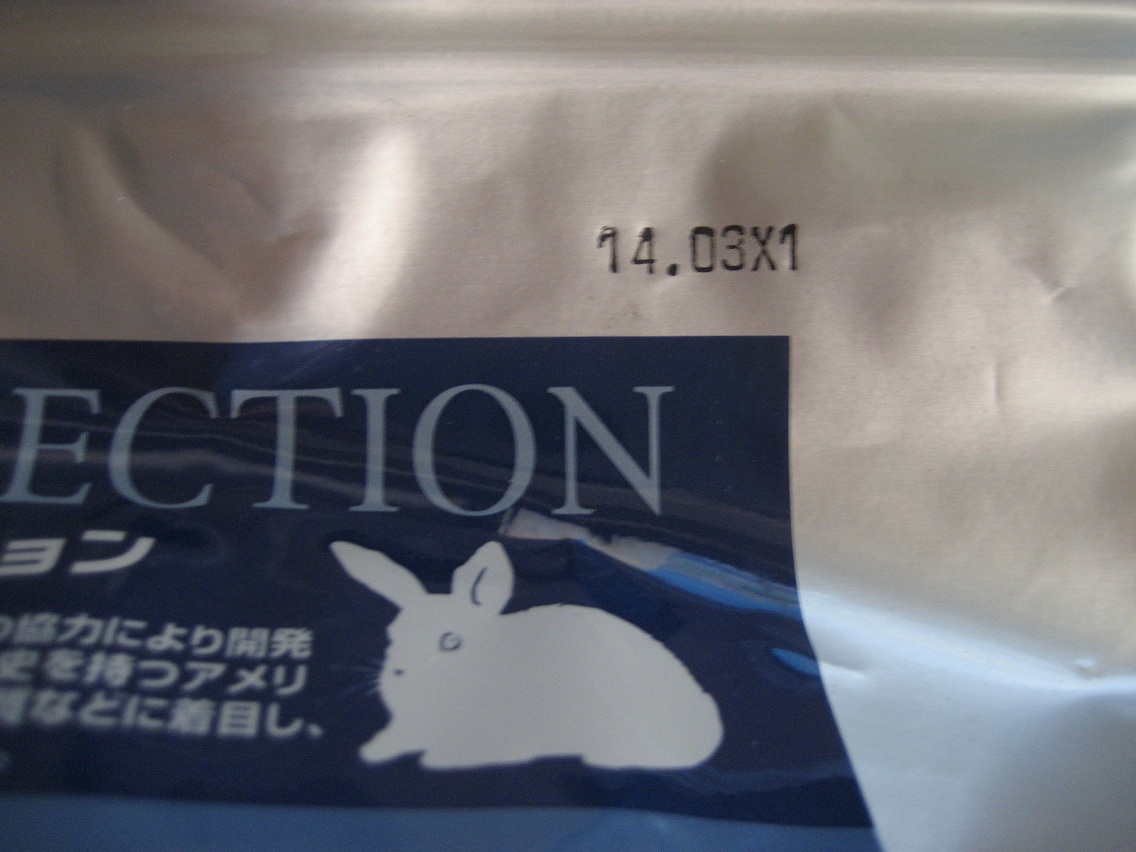 14.03X1
ECTION
ョン
協力により開発
史を持つアメリ
などに着目し、